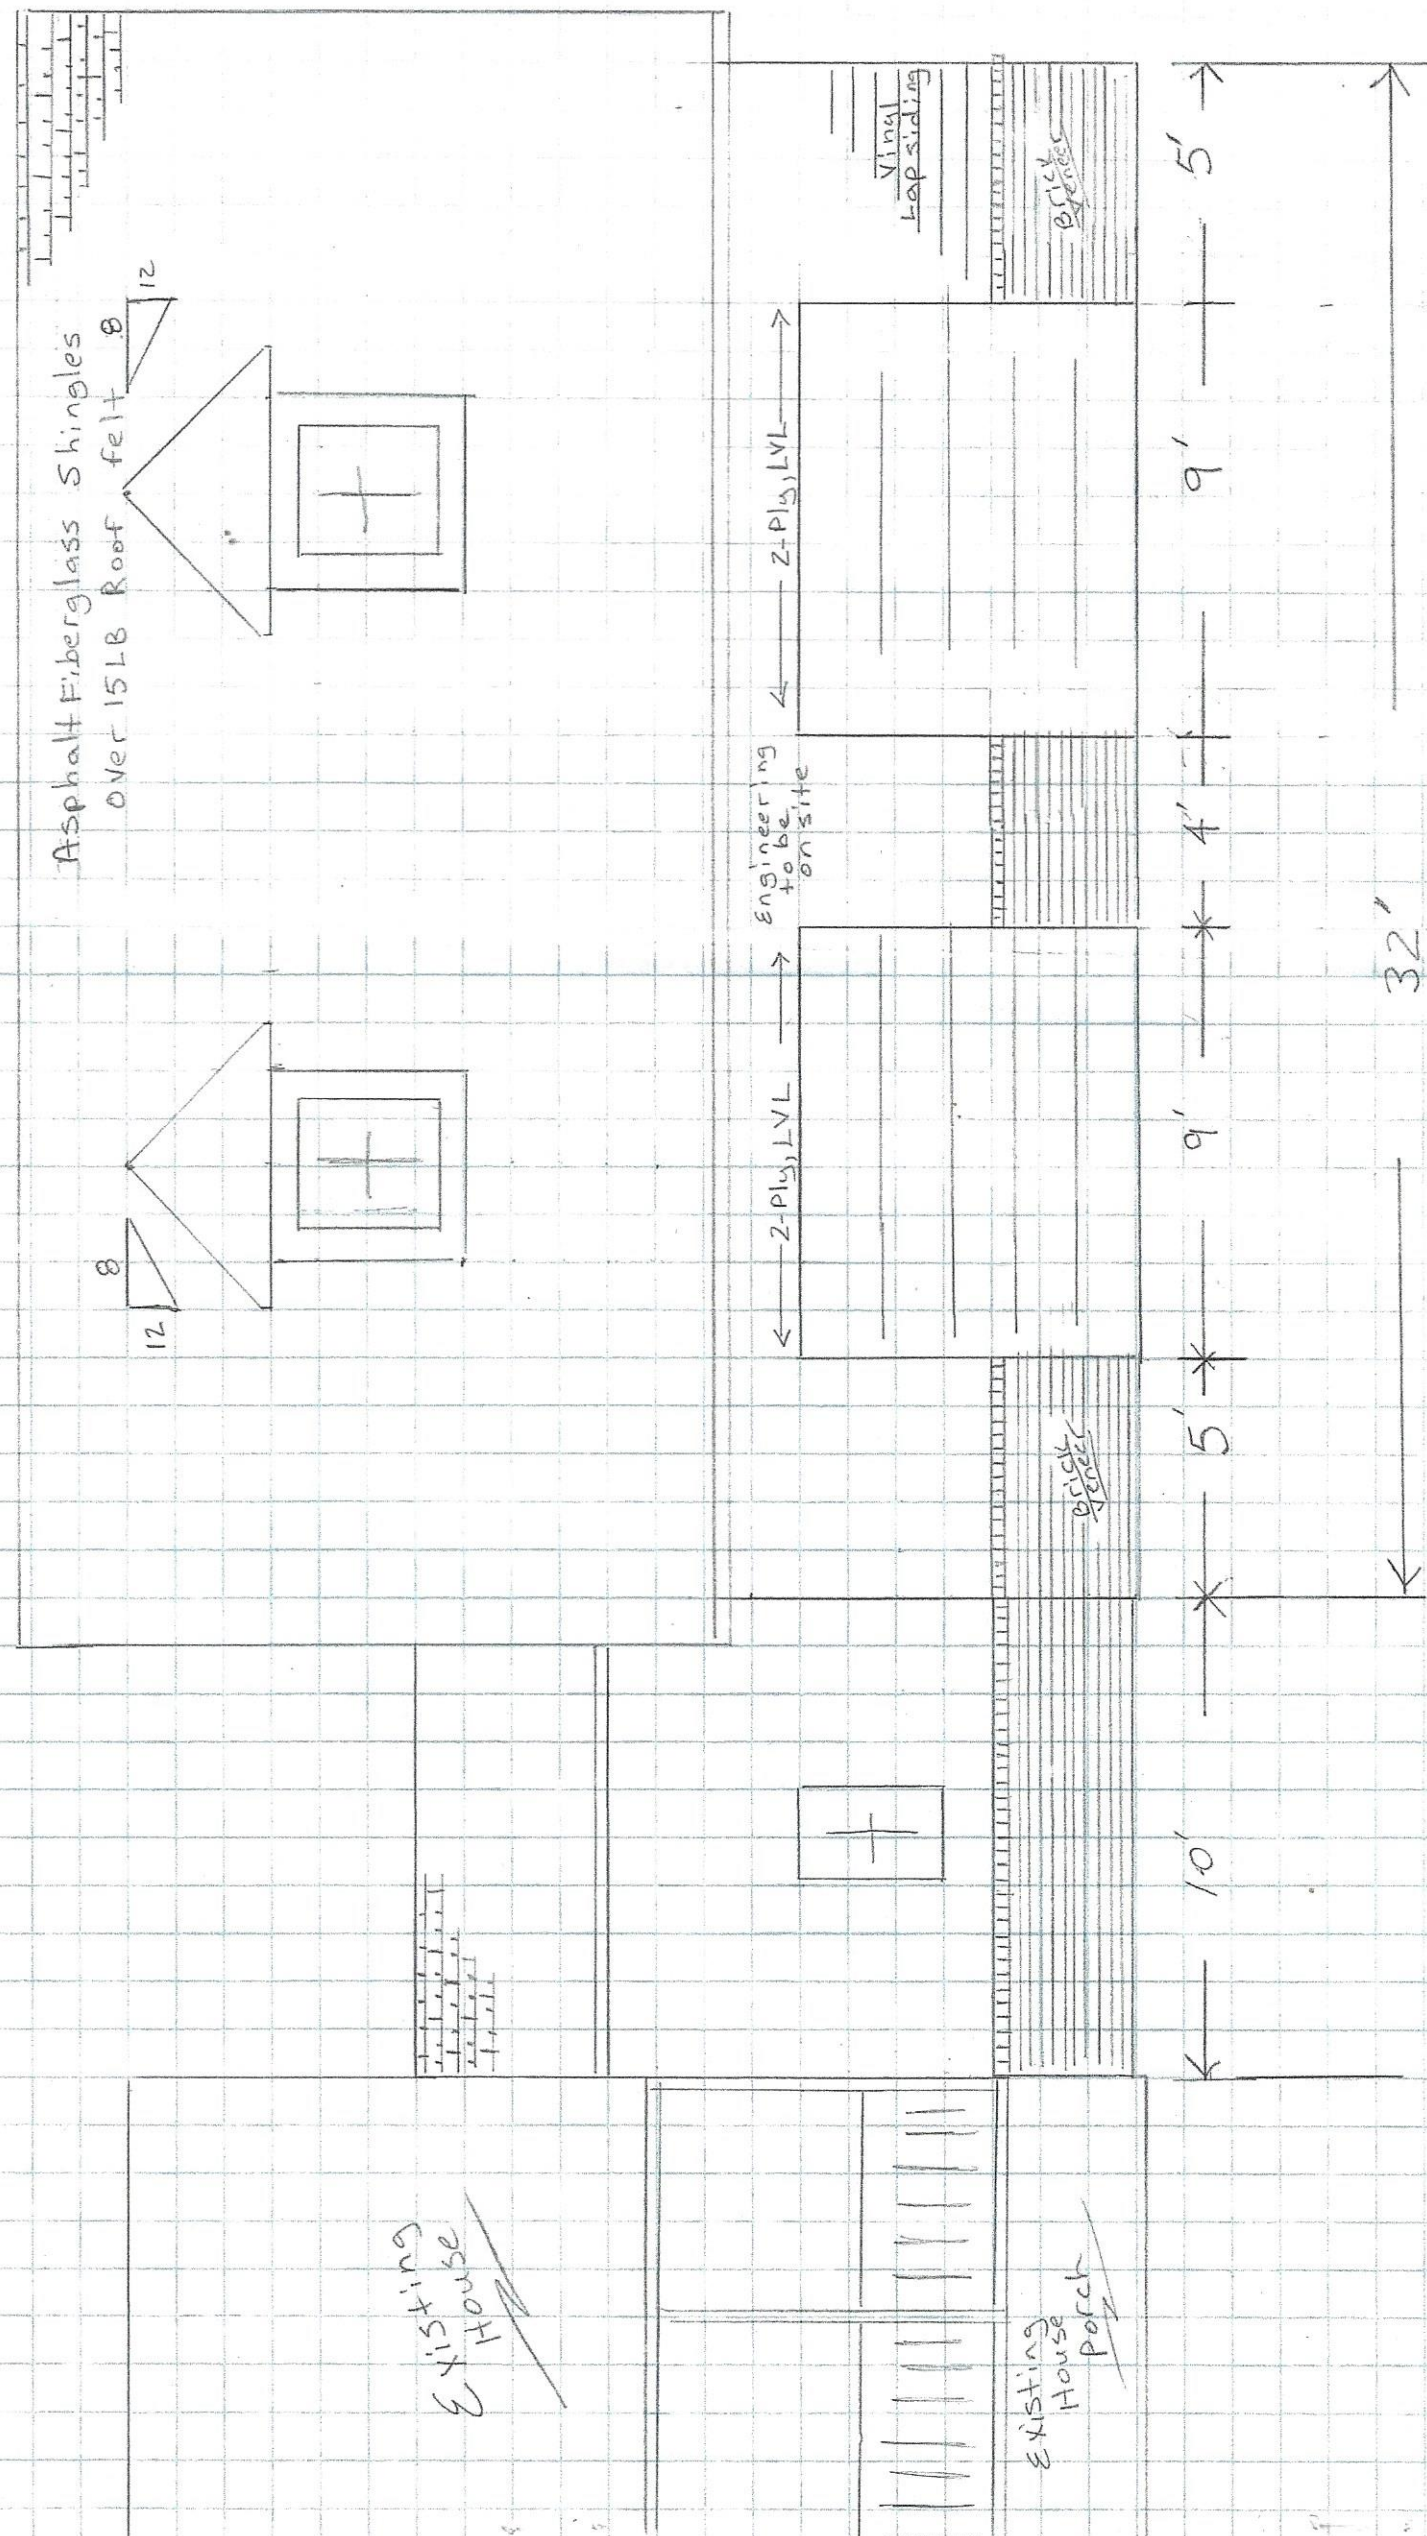 Asphalt Fiberglass Shingles
over 15 LB Roof felt
8
12
8
12
Existing
House
2-Ply, LVL
Engineering
to be
on site
2-Ply, LVL
Vinyl
Lap siding
Existing
House
porch
Brick
Veneer
Brick
Veneer
10'
5'
9'
4'
9'
5'
32'